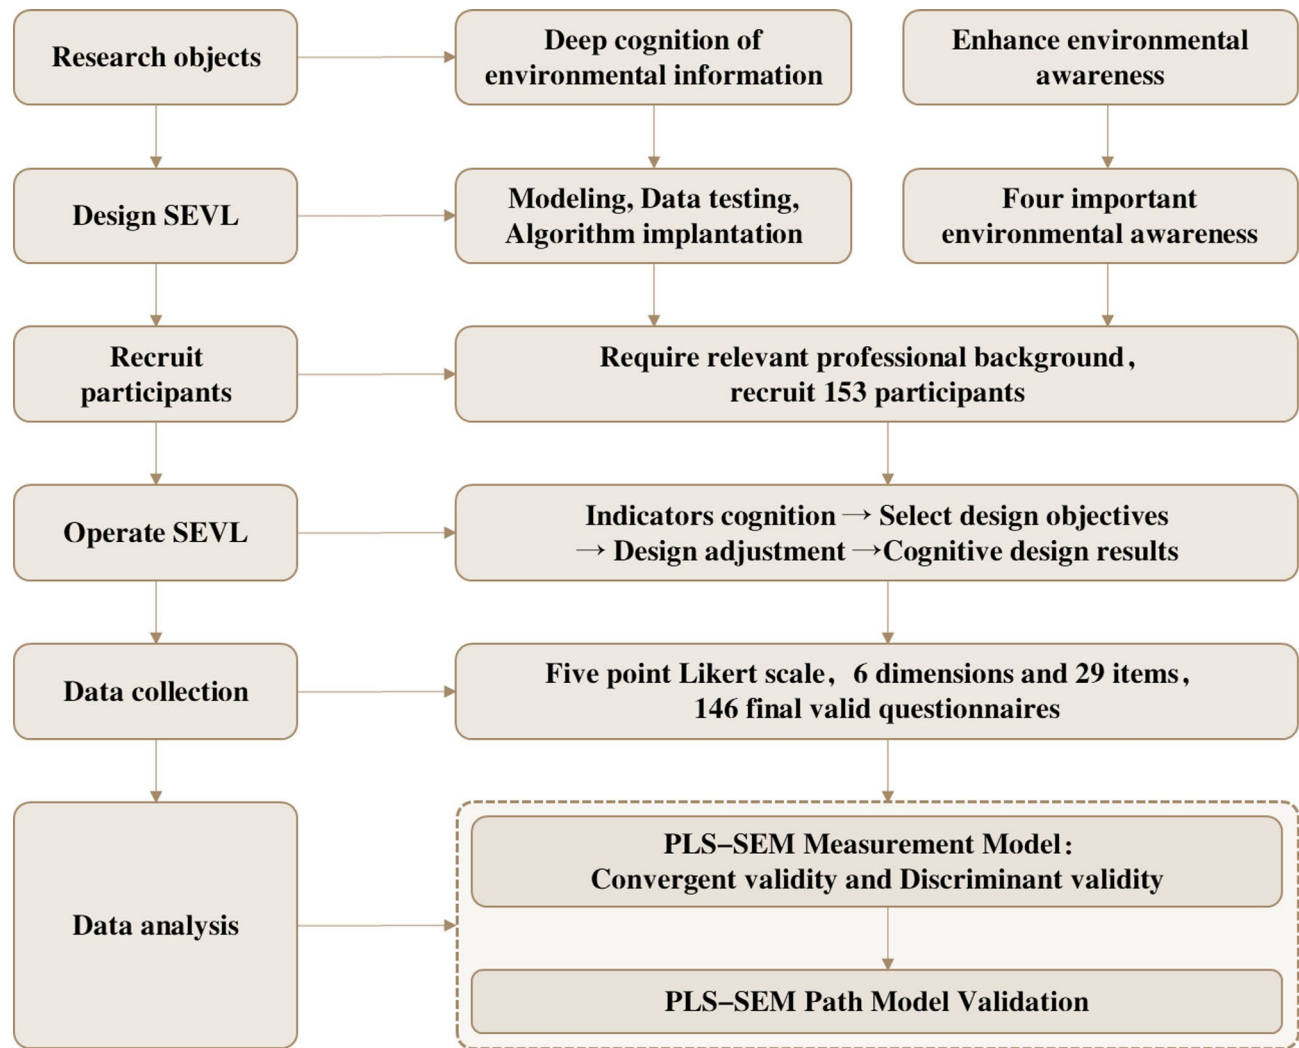 Research objects
Deep cognition of
environmental information
Enhance environmental
awareness
Design SEVL
Modeling, Data testing,
Algorithm implantation
Four important
environmental awareness
Recruit
participants
Require relevant professional background,
recruit 153 participants
Operate SEVL
Indicators cognition → Select design objectives
→ Design adjustment →Cognitive design results
Data collection
Five point Likert scale, 6 dimensions and 29 items,
146 final valid questionnaires
Data analysis
PLS–SEM Measurement Model:
Convergent validity and Discriminant validity
PLS–SEM Path Model Validation